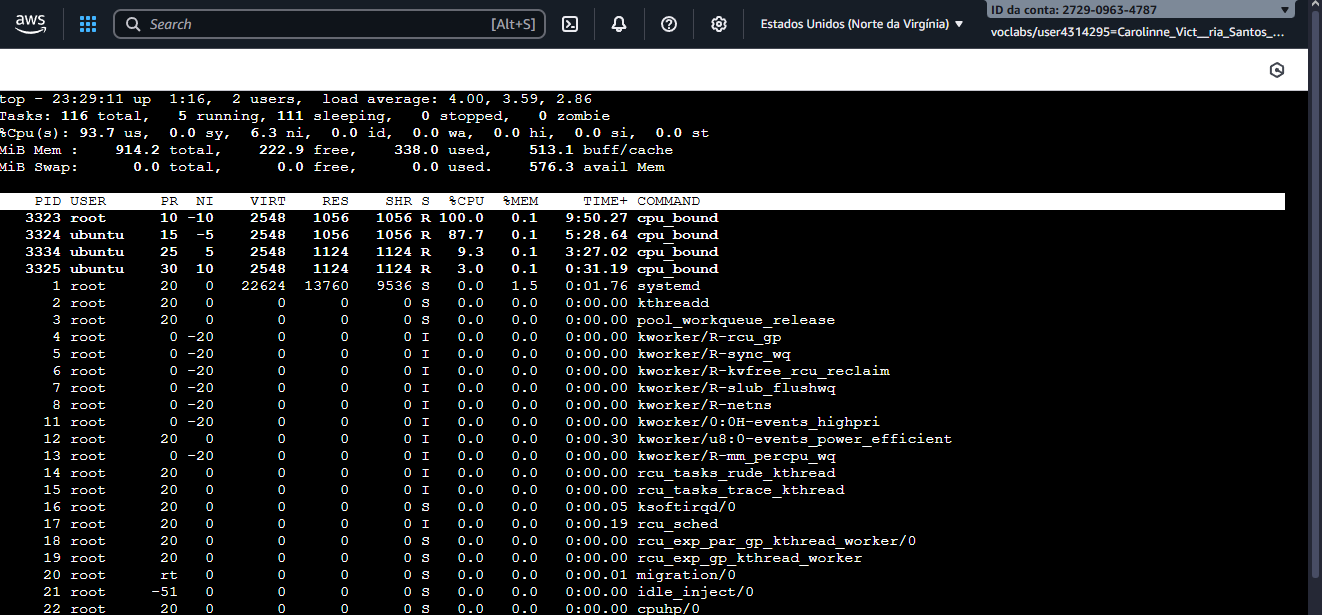 aws
Search [Alt+S]
Estados Unidos (Norte da Virgínia)
ID da conta: 2729-0963-4787
voclabs/user4314295=Carolinne_Vict__ria_Santos_...
top - 23:29:11 up  1:16,  2 users,  load average: 4.00, 3.59, 2.86
Tasks: 116 total,   5 running, 111 sleeping,   0 stopped,   0 zombie
%Cpu(s): 93.7 us,  0.0 sy,  6.3 ni,  0.0 id,  0.0 wa,  0.0 hi,  0.0 si,  0.0 st
MiB Mem :    914.2 total,    222.9 free,    338.0 used,    513.1 buff/cache
MiB Swap:      0.0 total,      0.0 free,      0.0 used.    576.3 avail Mem
PID USER PR NI VIRT RES SHR S %CPU %MEM TIME+ COMMAND
3323 root 10 -10 2548 1056 1056 R 100.0 0.1 9:50.27 cpu_bound
3324 ubuntu 15 -5 2548 1056 1056 R 87.7 0.1 5:28.64 cpu_bound
3334 ubuntu 25 5 2548 1124 1124 R 9.3 0.1 3:27.02 cpu_bound
3325 ubuntu 30 10 2548 1124 1124 R 3.0 0.1 0:31.19 cpu_bound
1 root 20 0 22624 13760 9536 S 0.0 1.5 0:01.76 systemd
2 root 20 0 0 0 0 S 0.0 0.0 0:00.00 kthreadd
3 root 20 0 0 0 0 S 0.0 0.0 0:00.00 pool_workqueue_release
4 root 0 -20 0 0 0 I 0.0 0.0 0:00.00 kworker/R-rcu_gp
5 root 0 -20 0 0 0 I 0.0 0.0 0:00.00 kworker/R-sync_wq
6 root 0 -20 0 0 0 I 0.0 0.0 0:00.00 kworker/R-kvfree_rcu_reclaim
7 root 0 -20 0 0 0 I 0.0 0.0 0:00.00 kworker/R-slub_flushwq
8 root 0 -20 0 0 0 I 0.0 0.0 0:00.00 kworker/R-netns
11 root 0 -20 0 0 0 I 0.0 0.0 0:00.00 kworker/0:0H-events_highpri
12 root 20 0 0 0 0 I 0.0 0.0 0:00.30 kworker/u8:0-events_power_efficient
13 root 0 -20 0 0 0 I 0.0 0.0 0:00.00 kworker/R-mm_percpu_wq
14 root 20 0 0 0 0 I 0.0 0.0 0:00.00 rcu_tasks_rude_kthread
15 root 20 0 0 0 0 I 0.0 0.0 0:00.00 rcu_tasks_trace_kthread
16 root 20 0 0 0 0 S 0.0 0.0 0:00.05 ksoftirqd/0
17 root 20 0 0 0 0 I 0.0 0.0 0:00.19 rcu_sched
18 root 20 0 0 0 0 S 0.0 0.0 0:00.00 rcu_exp_par_gp_kthread_worker/0
19 root 20 0 0 0 0 S 0.0 0.0 0:00.00 rcu_exp_gp_kthread_worker
20 root rt 0 0 0 0 S 0.0 0.0 0:00.01 migration/0
21 root -51 0 0 0 0 S 0.0 0.0 0:00.00 idle_inject/0
22 root 20 0 0 0 0 S 0.0 0.0 0:00.00 cpuhp/0